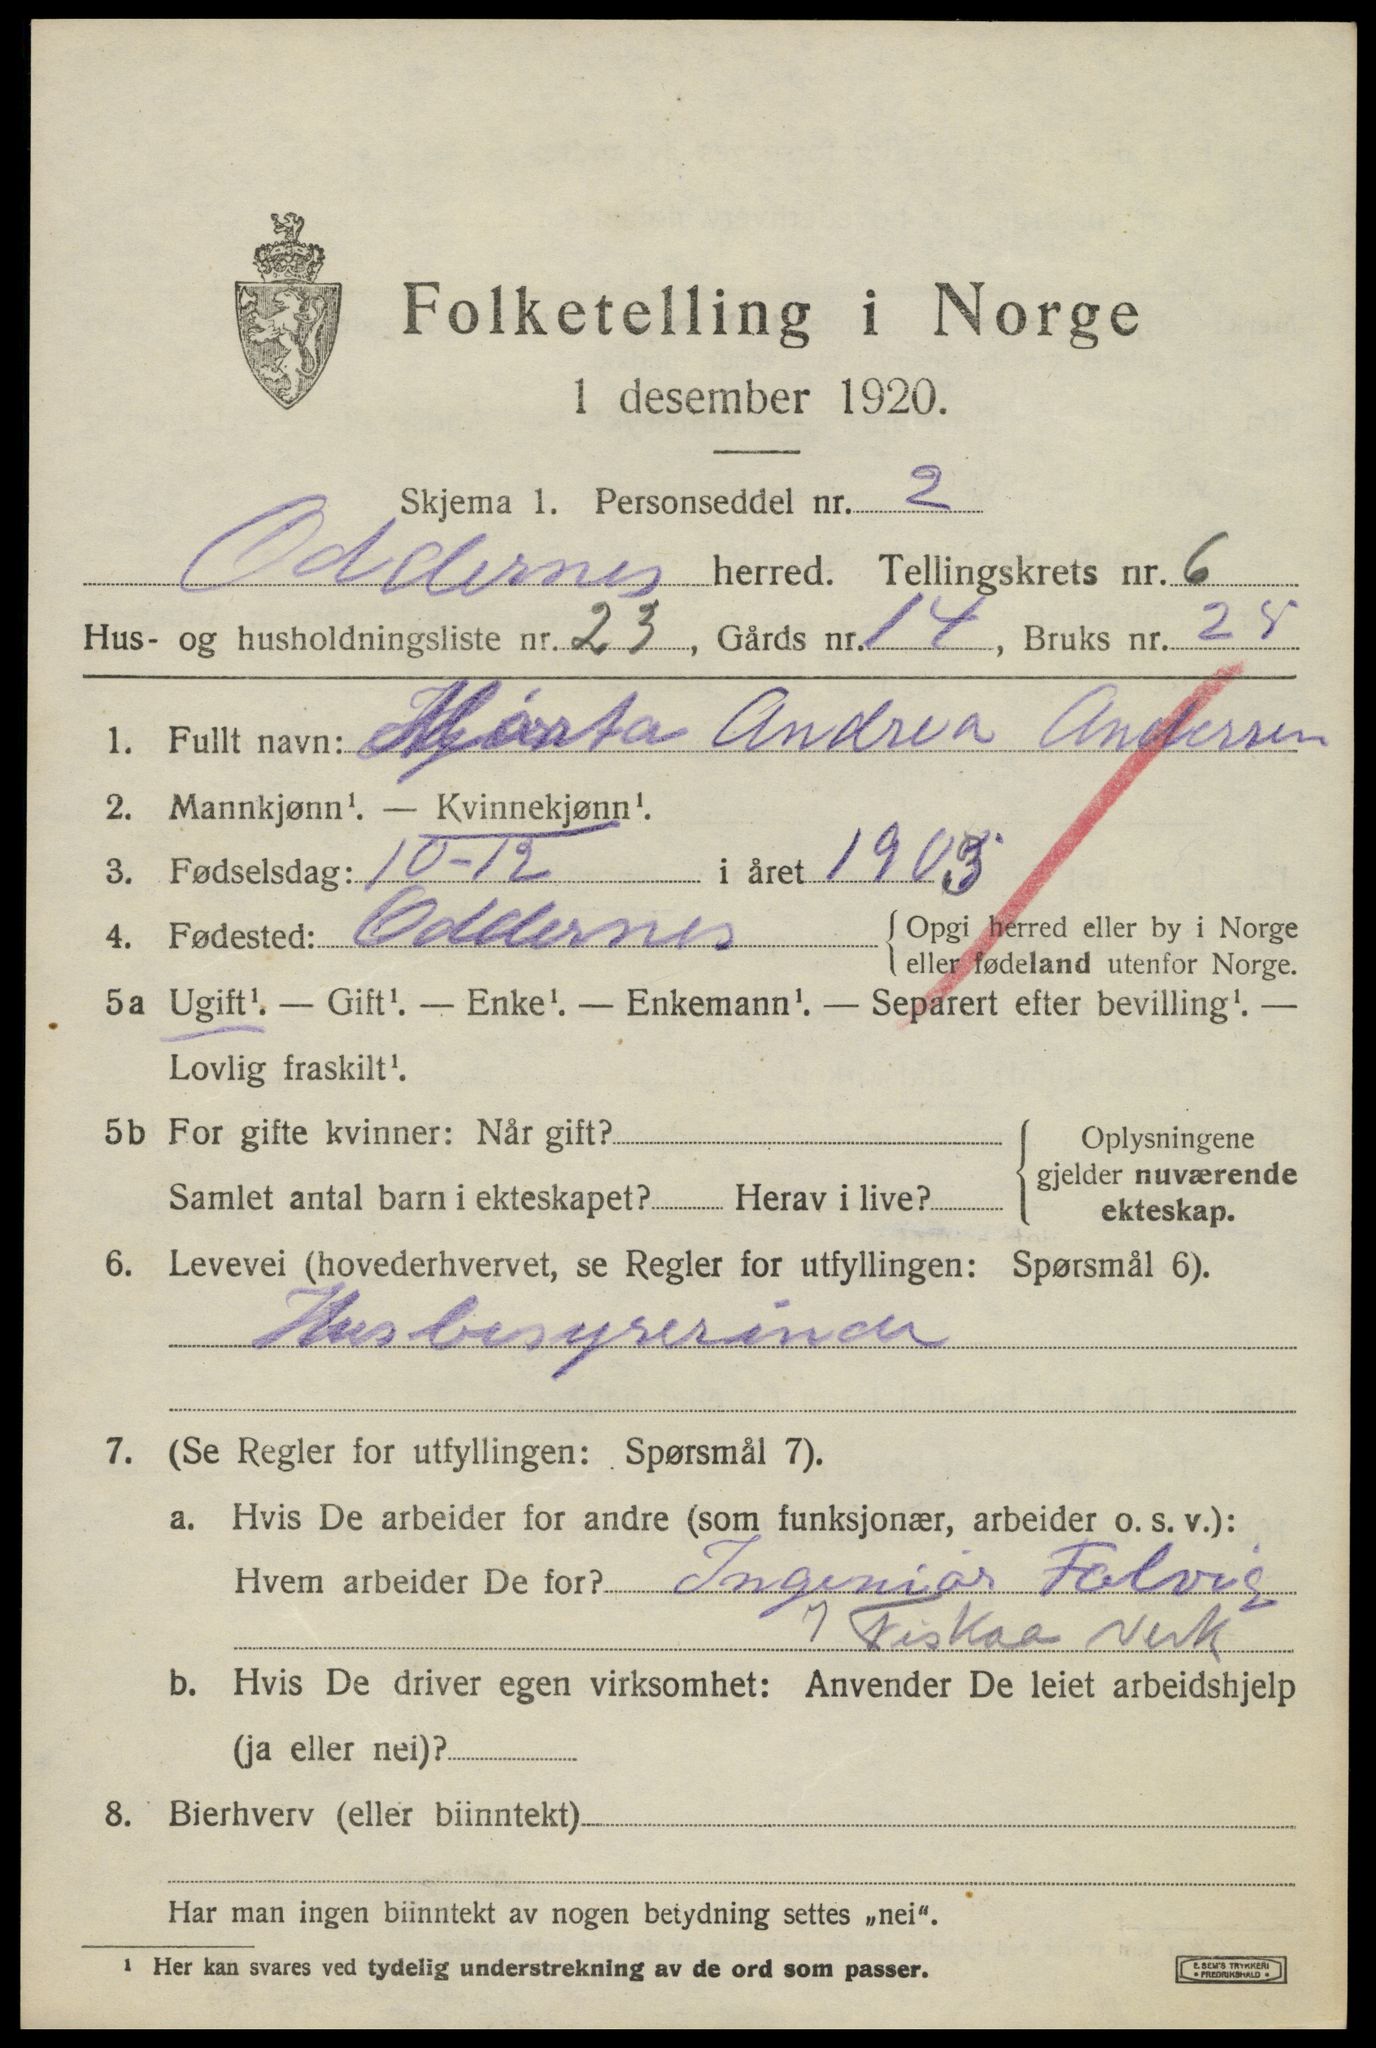 Folketelling i Norge
1 desember 1920.
Skjema 1. Personseddel nr. 2
Oddernes herred. Tellingskrets nr. 6
Hus- og husholdningsliste nr. 23, Gårds nr. 14, Bruks nr. 28
1. Fullt navn: Andrea Andersen
2. Mannkjønn¹. — Kvinnekjønn¹.
3. Fødselsdag: 10-12 i året 1903
4. Fødested: Oddernes { Opgi herred eller by i Norge
eller fødeland utenfor Norge.
5a Ugift¹. — Gift¹. — Enke¹. — Enkemann¹. — Separert efter bevilling¹. —
Lovlig fraskilt¹.
5b For gifte kvinner: Når gift? { Oplysningene
gjelder nuværende
Samlet antal barn i ekteskapet? Herav i live?
ekteskap.
6. Levevei (hovederhvervet, se Regler for utfyllingen: Spørsmål 6).
Husbesyrerinde
7. (Se Regler for utfyllingen: Spørsmål 7).
a. Hvis De arbeider for andre (som funksjonær, arbeider o. s. v.):
Hvem arbeider De for? Ingeniør Falvig
Fiskaa Verk
b. Hvis De driver egen virksomhet: Anvender De leiet arbeidshjelp
(ja eller nei)?
8. Bierhverv (eller biinntekt)
Har man ingen biinntekt av nogen betydning settes „nei“.
¹ Her kan svares ved tydelig understrekning av de ord som passer.
E. SEM'S TRYKKERI
• FREDRIKSHALD •